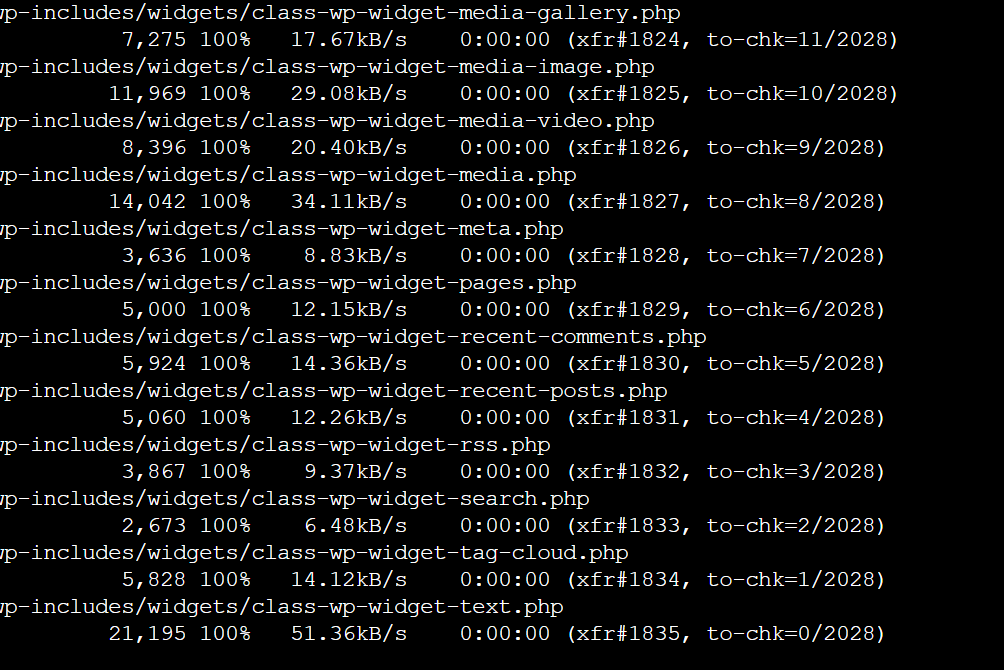 wp-includes/widgets/class-wp-widget-media-gallery.php
7,275 100% 17.67kB/s 0:00:00 (xfr#1824, to-chk=11/2028)
wp-includes/widgets/class-wp-widget-media-image.php
11,969 100% 29.08kB/s 0:00:00 (xfr#1825, to-chk=10/2028)
wp-includes/widgets/class-wp-widget-media-video.php
8,396 100% 20.40kB/s 0:00:00 (xfr#1826, to-chk=9/2028)
wp-includes/widgets/class-wp-widget-media.php
14,042 100% 34.11kB/s 0:00:00 (xfr#1827, to-chk=8/2028)
wp-includes/widgets/class-wp-widget-meta.php
3,636 100% 8.83kB/s 0:00:00 (xfr#1828, to-chk=7/2028)
wp-includes/widgets/class-wp-widget-pages.php
5,000 100% 12.15kB/s 0:00:00 (xfr#1829, to-chk=6/2028)
wp-includes/widgets/class-wp-widget-recent-comments.php
5,924 100% 14.36kB/s 0:00:00 (xfr#1830, to-chk=5/2028)
wp-includes/widgets/class-wp-widget-recent-posts.php
5,060 100% 12.26kB/s 0:00:00 (xfr#1831, to-chk=4/2028)
wp-includes/widgets/class-wp-widget-rss.php
3,867 100% 9.37kB/s 0:00:00 (xfr#1832, to-chk=3/2028)
wp-includes/widgets/class-wp-widget-search.php
2,673 100% 6.48kB/s 0:00:00 (xfr#1833, to-chk=2/2028)
wp-includes/widgets/class-wp-widget-tag-cloud.php
5,828 100% 14.12kB/s 0:00:00 (xfr#1834, to-chk=1/2028)
wp-includes/widgets/class-wp-widget-text.php
21,195 100% 51.36kB/s 0:00:00 (xfr#1835, to-chk=0/2028)